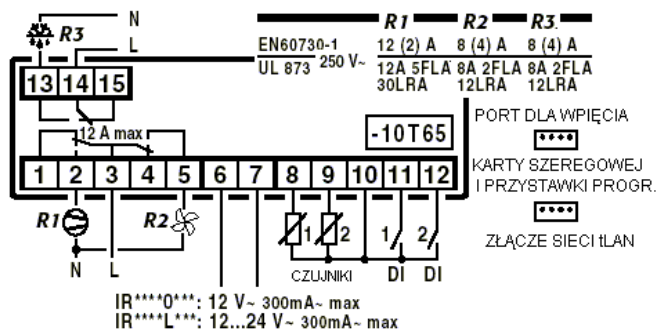 N
R3
L
R1 R2 R3.
EN60730-1 250 V~ 12 (2) A 8 (4) A 8 (4) A
UL 873 12A 5FLA 8A 2FLA 8A 2FLA
30LRA 12LRA 12LRA
13 14 15
12 A max
-10T65
PORT DLA WPIĘCIA
KARTY SZEREGOWEJ
I PRZYSTAWKI PROGR.
ZŁĄCZE SIECI tLAN
1 2 3 4 5 6 7 8 9 10 11 12
R1 R2 1 2 1 2
N L CZUJNIKI DI DI
IR****0***: 12 V~ 300mA~ max
IR****L***: 12...24 V~ 300mA~ max